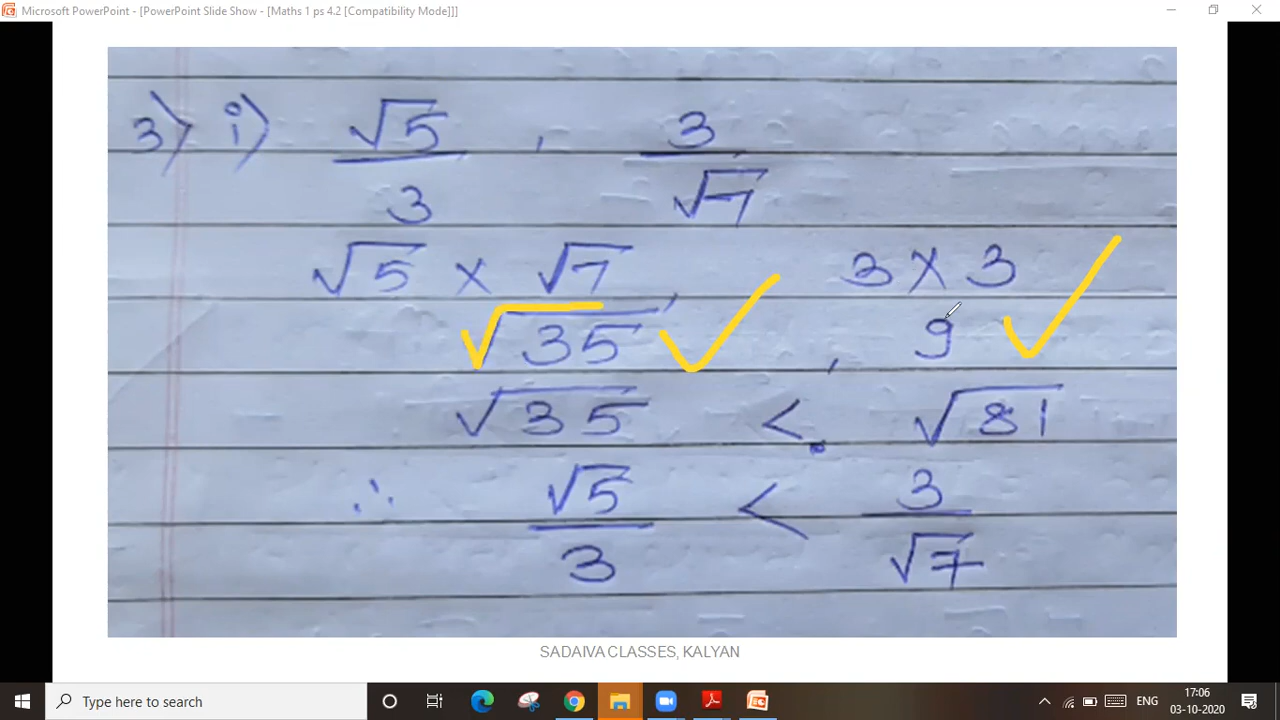 Microsoft PowerPoint - [PowerPoint Slide Show - [Maths 1 ps 4.2 [Compatibility Mode]]]
3) i) √5/3 , 3/√7
√5 × √7 , 3 × 3
√35 , 9
√35 < √81
∴ √5/3 < 3/√7
SADAIVA CLASSES, KALYAN
Type here to search
ENG
17:06
03-10-2020